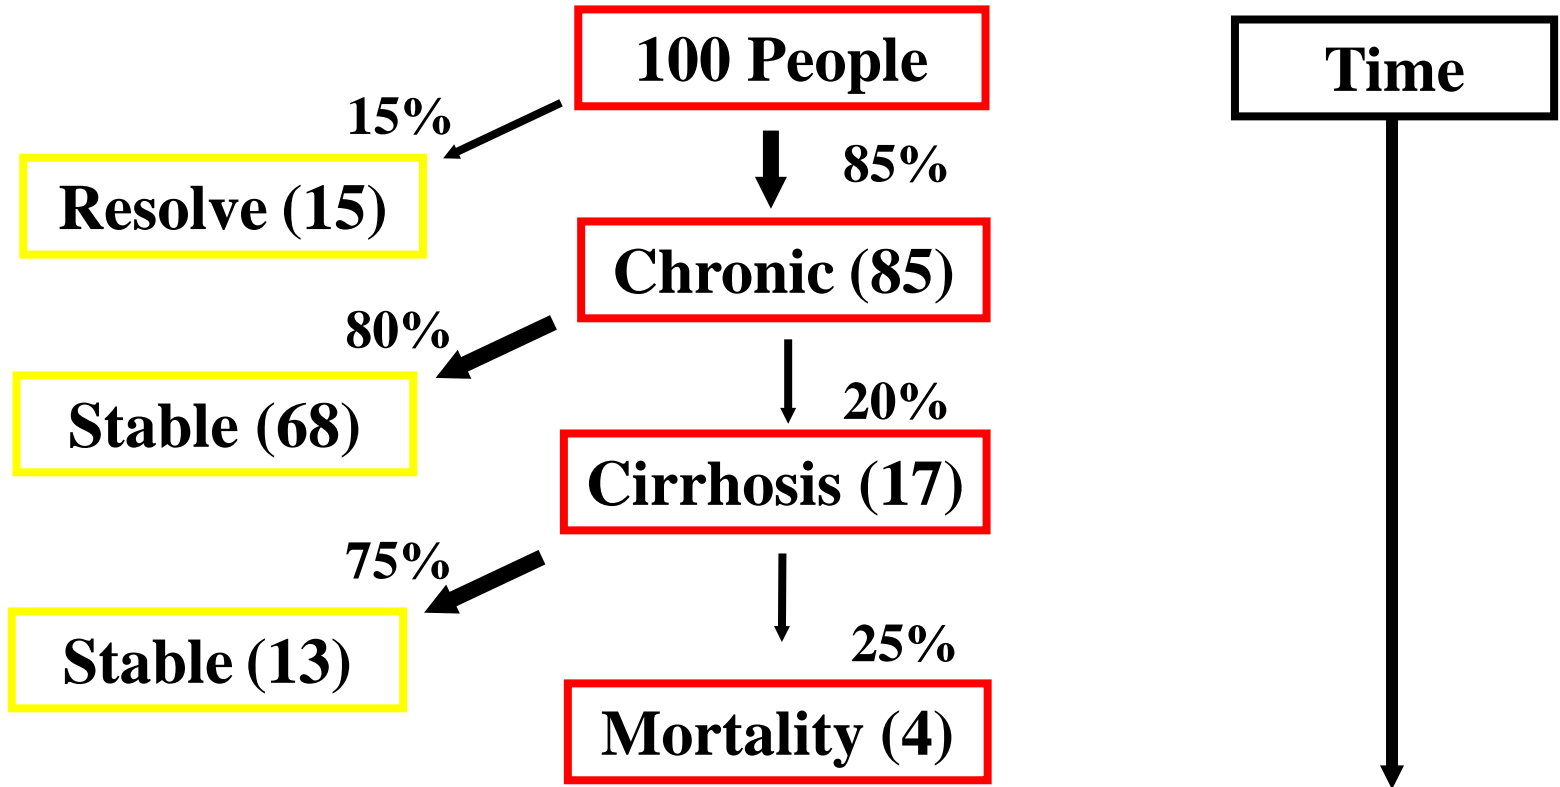 100 People
Time
15%
85%
Resolve (15)
Chronic (85)
80%
20%
Stable (68)
Cirrhosis (17)
75%
25%
Stable (13)
Mortality (4)